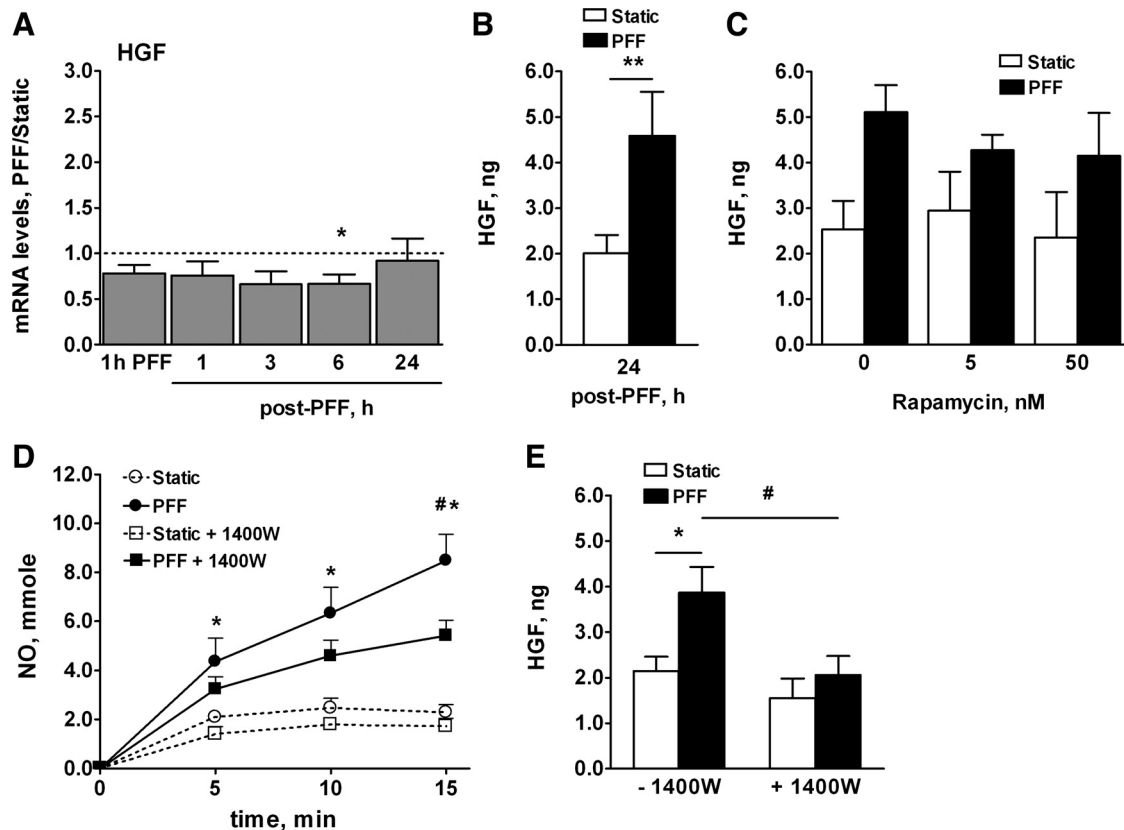 A
HGF
mRNA levels, PFF/Static
3.0
2.5
2.0
1.5
1.0
0.5
0.0
*
1h PFF 1 3 6 24
post-PFF, h
B
Static
PFF
**
HGF, ng
6.0
5.0
4.0
3.0
2.0
1.0
0.0
24
post-PFF, h
C
Static
PFF
HGF, ng
6.0
5.0
4.0
3.0
2.0
1.0
0.0
0 5 50
Rapamycin, nM
D
Static
PFF
Static + 1400W
PFF + 1400W
NO, mmole
12.0
10.0
8.0
6.0
4.0
2.0
0.0
*
*
#*
0 5 10 15
time, min
E
Static
PFF
#
*
HGF, ng
6.0
5.0
4.0
3.0
2.0
1.0
0.0
- 1400W + 1400W